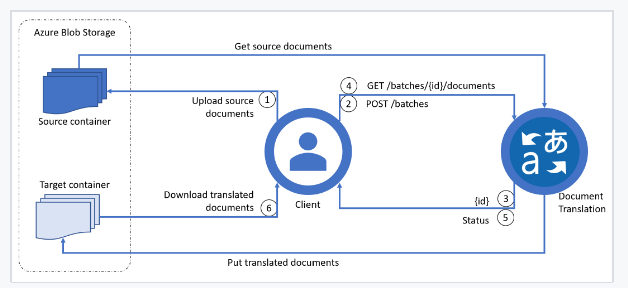 Azure Blob Storage
Get source documents
Source container
Upload source
documents
1
4
GET /batches/{id}/documents
2
POST /batches
あ
a
Target container
Download translated
documents
6
Client
{id}
3
Status
5
Document
Translation
Put translated documents